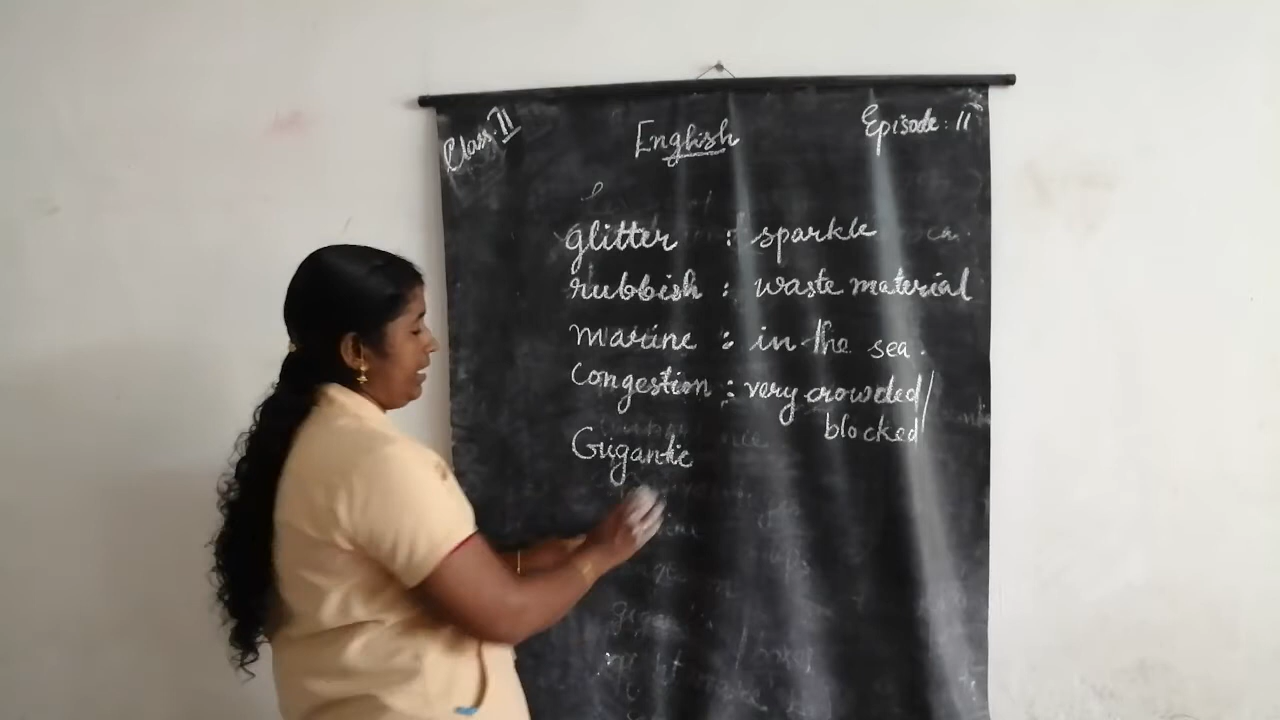 Class: II
English
Episode: 11
glitter : sparkle
rubbish : waste material
marine : in the sea.
Congestion : very crowded/
blocked
Gigantic